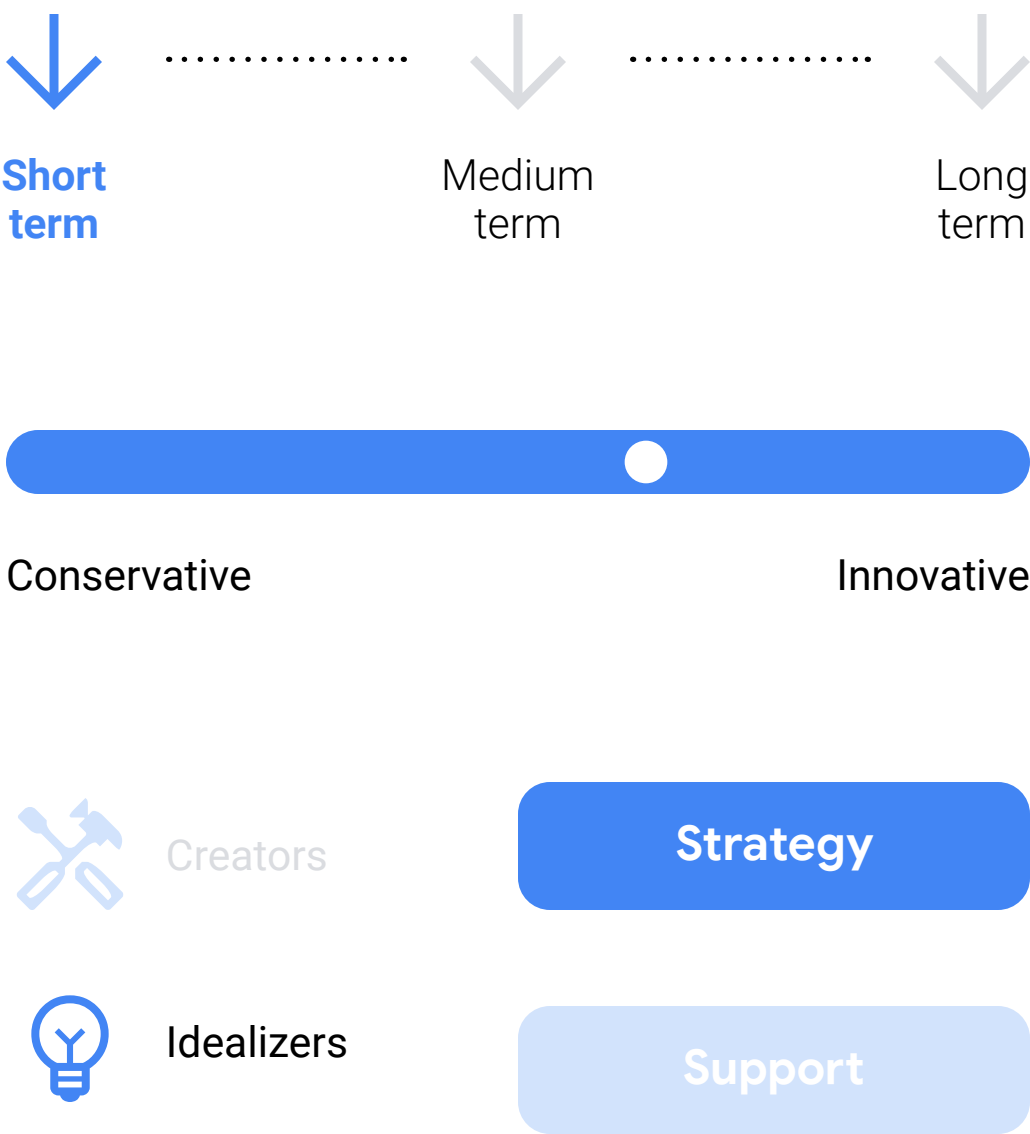 Short
term
Medium
term
Long
term
Conservative
Innovative
Creators
Strategy
Idealizers
Support